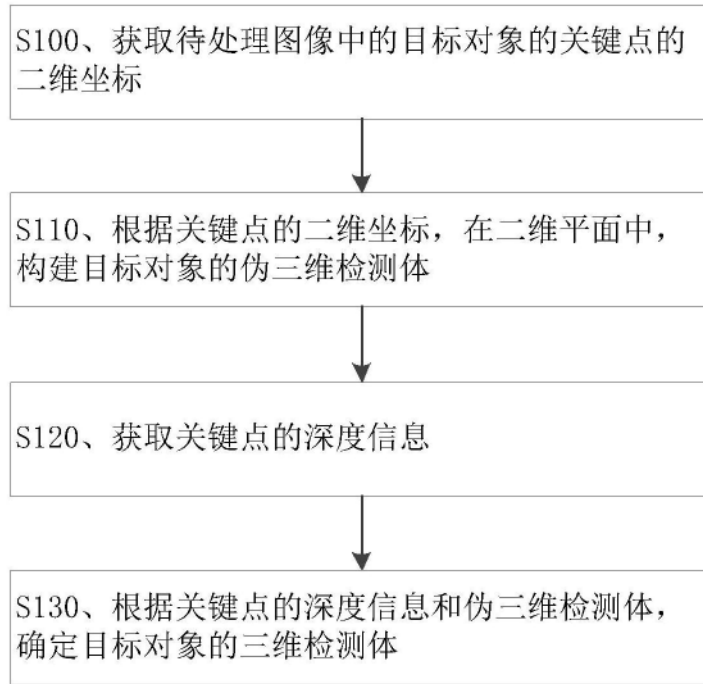 S100、获取待处理图像中的目标对象的关键点的
二维坐标
S110、根据关键点的二维坐标，在二维平面中，
构建目标对象的伪三维检测体
S120、获取关键点的深度信息
S130、根据关键点的深度信息和伪三维检测体，
确定目标对象的三维检测体